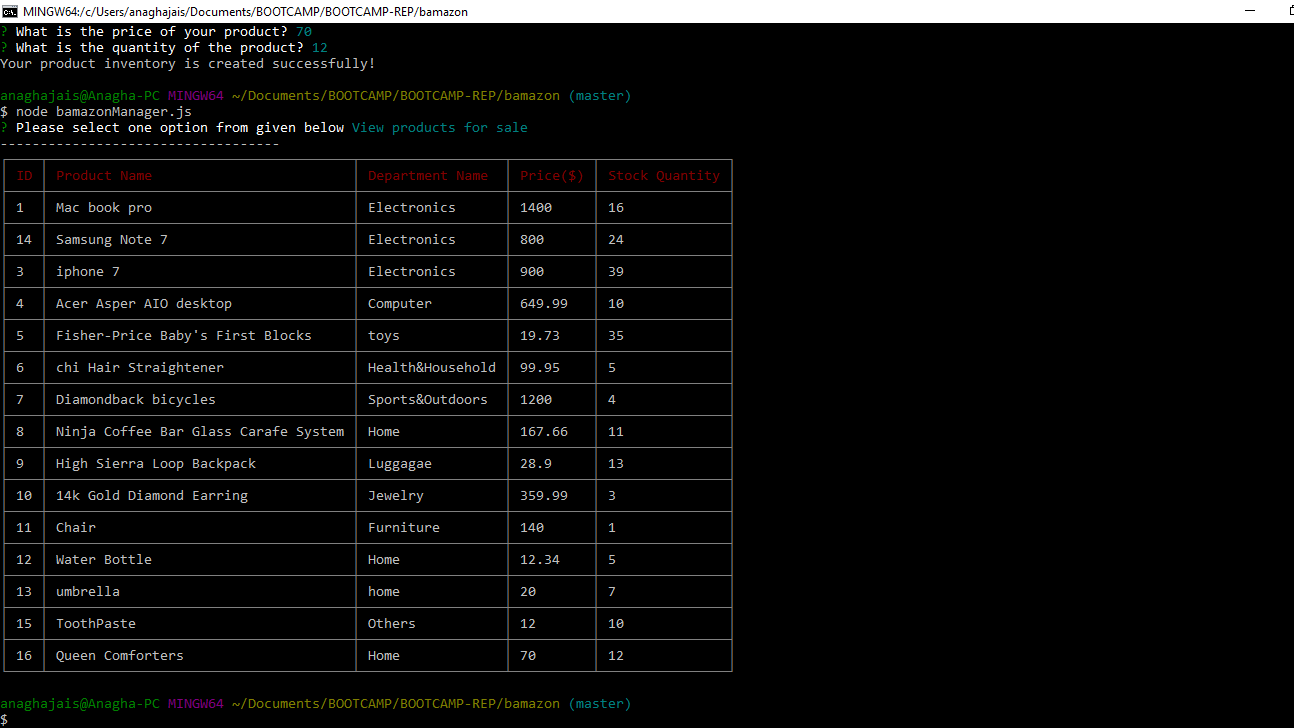 MINGW64:/c/Users/anaghajais/Documents/BOOTCAMP/BOOTCAMP-REP/bamazon
? What is the price of your product? 70
? What is the quantity of the product? 12
Your product inventory is created successfully!
anaghajais@Anagha-PC MINGW64 ~/Documents/BOOTCAMP/BOOTCAMP-REP/bamazon (master)
$ node bamazonManager.js
? Please select one option from given below View products for sale
-----------------------------------
ID Product Name Department Name Price($) Stock Quantity
1 Mac book pro Electronics 1400 16
14 Samsung Note 7 Electronics 800 24
3 iphone 7 Electronics 900 39
4 Acer Asper AIO desktop Computer 649.99 10
5 Fisher-Price Baby's First Blocks toys 19.73 35
6 chi Hair Straightener Health&Household 99.95 5
7 Diamondback bicycles Sports&Outdoors 1200 4
8 Ninja Coffee Bar Glass Carafe System Home 167.66 11
9 High Sierra Loop Backpack Luggagae 28.9 13
10 14k Gold Diamond Earring Jewelry 359.99 3
11 Chair Furniture 140 1
12 Water Bottle Home 12.34 5
13 umbrella home 20 7
15 ToothPaste Others 12 10
16 Queen Comforters Home 70 12
anaghajais@Anagha-PC MINGW64 ~/Documents/BOOTCAMP/BOOTCAMP-REP/bamazon (master)
$